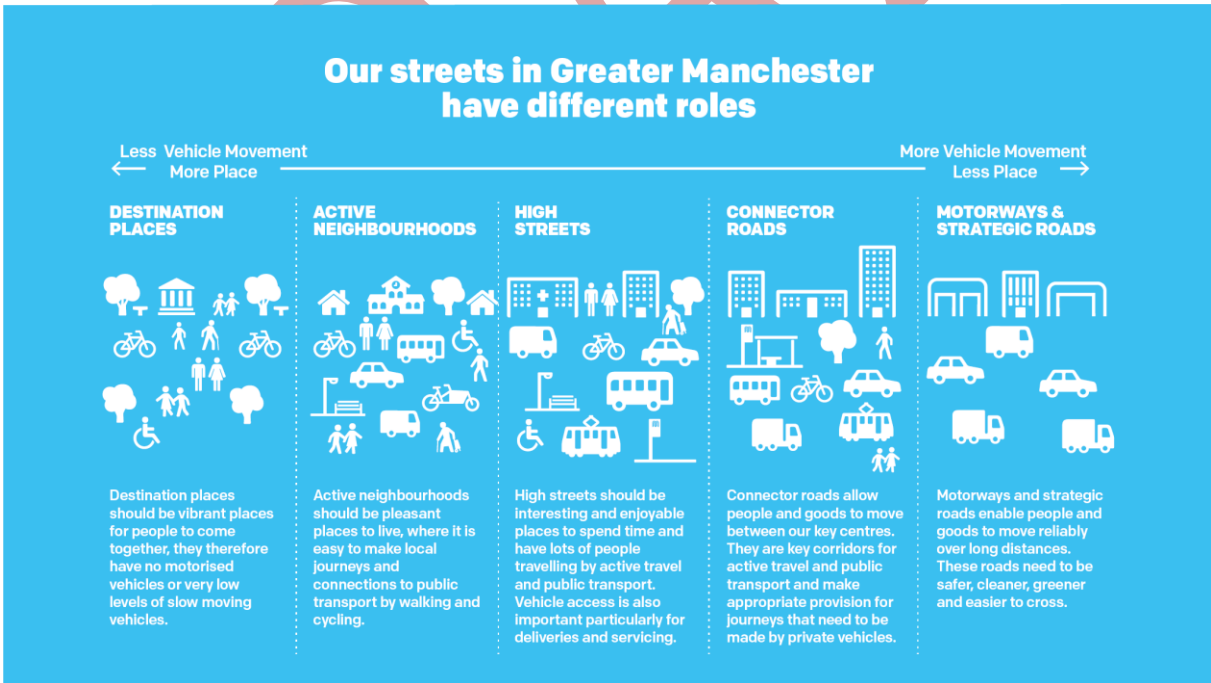 Our streets in Greater Manchester
have different roles
Less Vehicle Movement
More Place
More Vehicle Movement
Less Place
DESTINATION
PLACES
Destination places
should be vibrant places
for people to come
together, they therefore
have no motorised
vehicles or very low
levels of slow moving
vehicles.
ACTIVE
NEIGHBOURHOODS
Active neighbourhoods
should be pleasant
places to live, where it is
easy to make local
journeys and
connections to public
transport by walking and
cycling.
HIGH
STREETS
High streets should be
interesting and enjoyable
places to spend time and
have lots of people
travelling by active travel
and public transport.
Vehicle access is also
important particularly for
deliveries and servicing.
CONNECTOR
ROADS
Connector roads allow
people and goods to move
between our key centres.
They are key corridors for
active travel and public
transport and make
appropriate provision for
journeys that need to be
made by private vehicles.
MOTORWAYS &
STRATEGIC ROADS
Motorways and strategic
roads enable people and
goods to move reliably
over long distances.
These roads need to be
safer, cleaner, greener
and easier to cross.